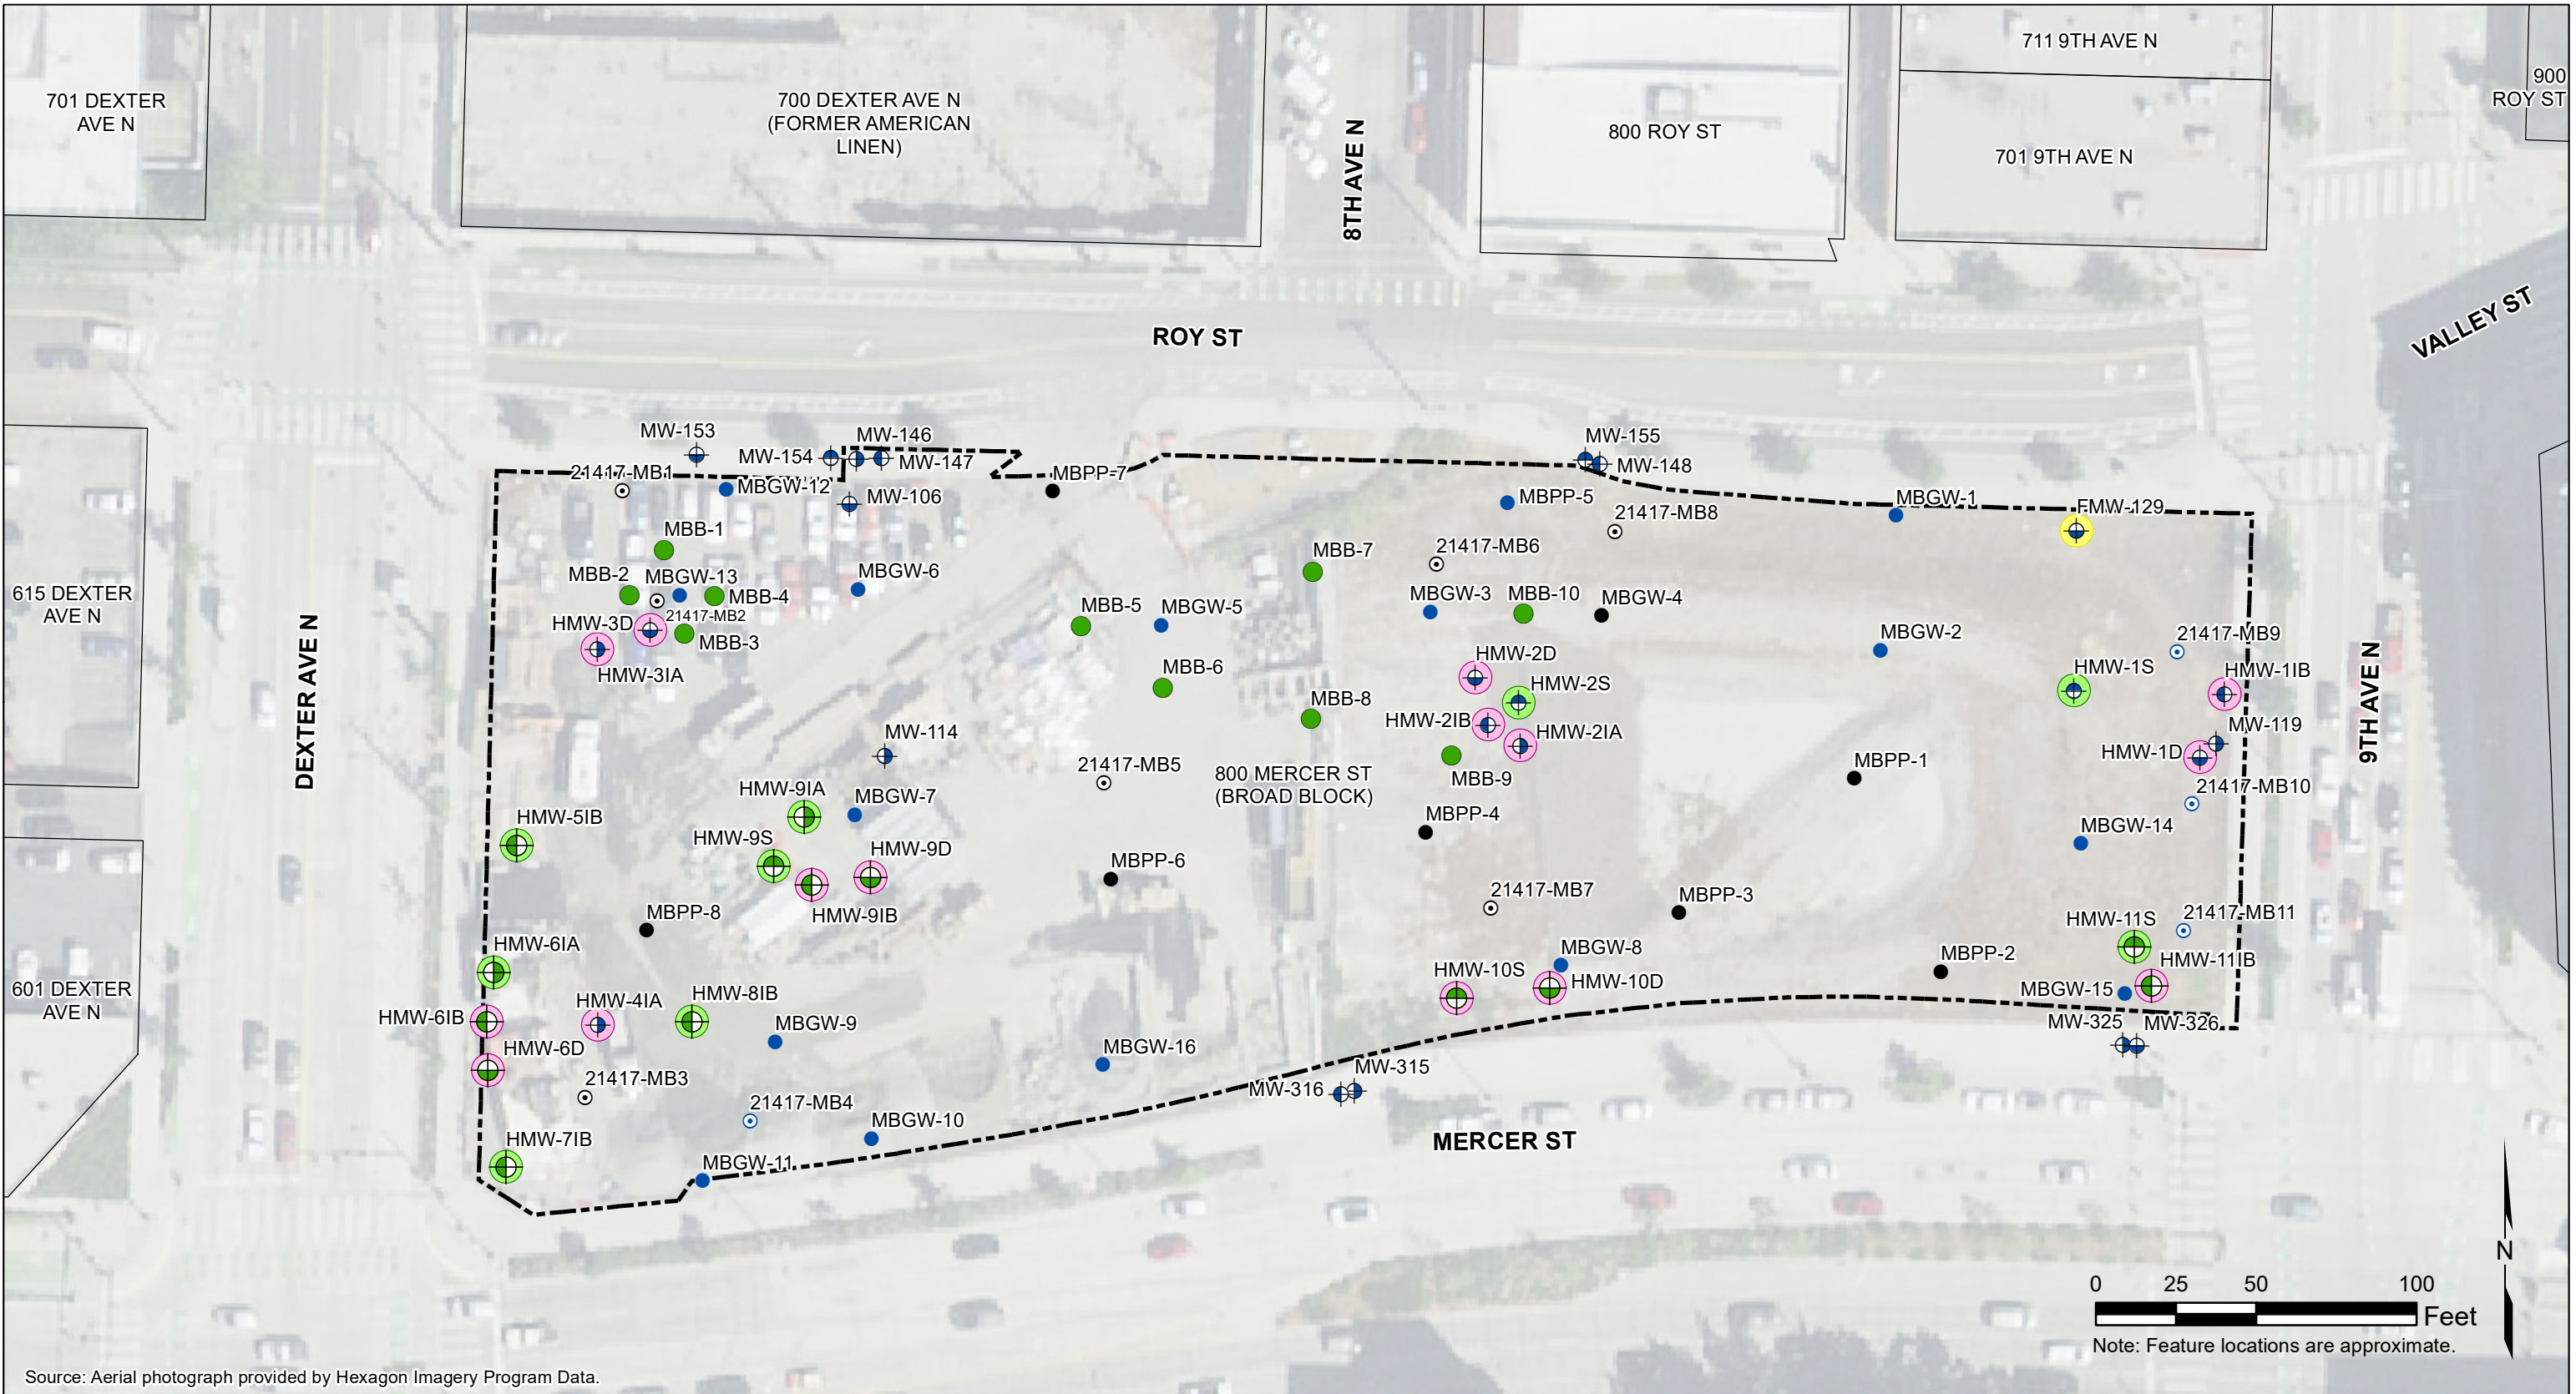 711 9TH AVE N
900
ROY ST
701 DEXTER
AVE N
700 DEXTER AVE N
(FORMER AMERICAN
LINEN)
800 ROY ST
701 9TH AVE N
8TH AVE N
ROY ST
VALLEY ST
MW-153
MW-154
MW-146
MW-147
MW-155
MW-148
21417-MB1
MBGW-12
MW-106
MBPP-7
MBPP-5
21417-MB8
MBGW-1
FMW-129
MBB-1
MBB-2
MBGW-13
MBB-4
21417-MB2
MBB-3
HMW-3D
HMW-3IA
MBGW-6
MBB-5
MBGW-5
MBB-6
MBB-7
MBB-8
21417-MB6
MBGW-3
MBB-10
MBGW-4
MBGW-2
21417-MB9
615 DEXTER
AVE N
DEXTER AVE N
HMW-2D
HMW-2S
HMW-2IB
HMW-2IA
MBB-9
HMW-1S
HMW-1IB
MW-119
HMW-1D
21417-MB10
9TH AVE N
MW-114
21417-MB5
800 MERCER ST
(BROAD BLOCK)
MBPP-1
MBPP-4
HMW-9IA
MBGW-7
HMW-5IB
HMW-9S
HMW-9D
HMW-9IB
MBPP-6
MBGW-14
21417-MB7
MBPP-3
MBPP-8
HMW-6IA
MBGW-8
HMW-10S
HMW-10D
MBPP-2
HMW-11S
21417-MB11
HMW-11IB
MBGW-15
601 DEXTER
AVE N
HMW-6IB
HMW-4IA
HMW-8IB
MBGW-9
HMW-6D
21417-MB3
MBGW-16
MW-325
MW-326
MW-315
MW-316
21417-MB4
MBGW-10
HMW-7IB
MBGW-11
MERCER ST
N
0 25 50 100
Feet
Note: Feature locations are approximate.
Source: Aerial photograph provided by Hexagon Imagery Program Data.